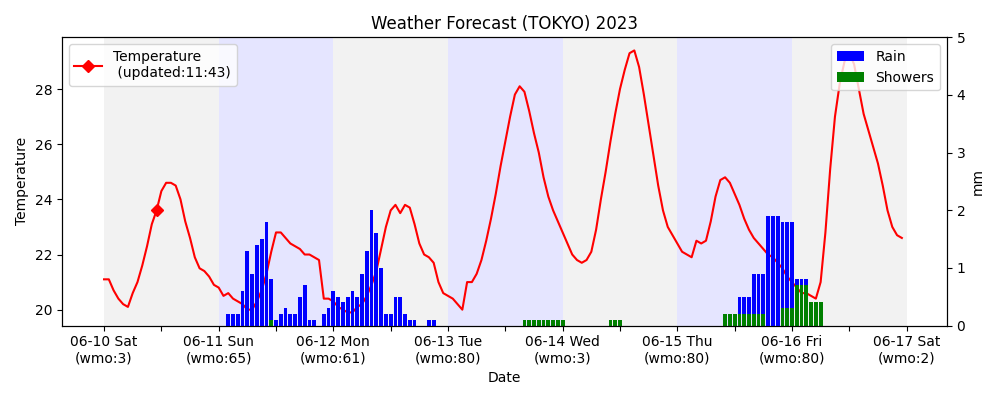 Weather Forecast (TOKYO) 2023
Temperature
(updated:11:43)
Rain
Showers
Temperature
28
26
24
22
20
5
4
3
2
1
0
mm
06-10 Sat
(wmo:3)
06-11 Sun
(wmo:65)
06-12 Mon
(wmo:61)
06-13 Tue
(wmo:80)
06-14 Wed
(wmo:3)
06-15 Thu
(wmo:80)
06-16 Fri
(wmo:80)
06-17 Sat
(wmo:2)
Date